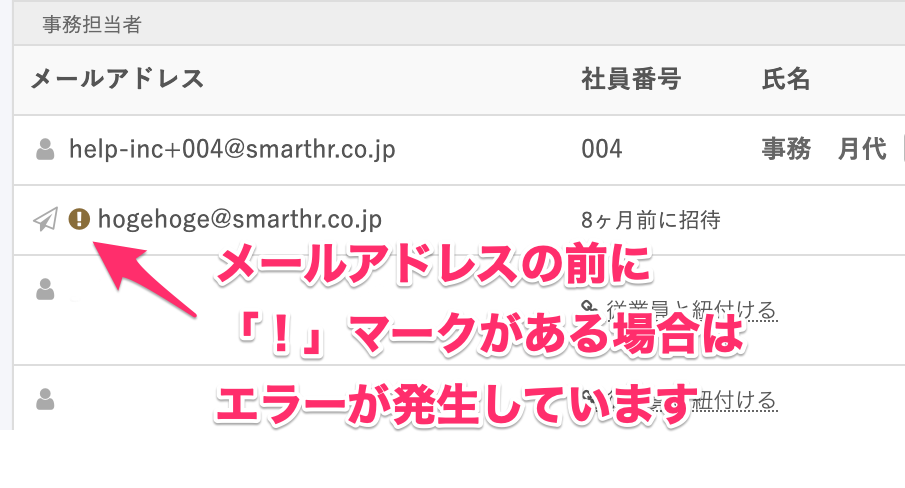 事務担当者
メールアドレス 社員番号 氏名
help-inc+004@smarthr.co.jp 004 事務 月代
hogehoge@smarthr.co.jp 8ヶ月前に招待
メールアドレスの前に
従業員と紐付ける
「！」マークがある場合は
エラーが発生しています
紐付ける